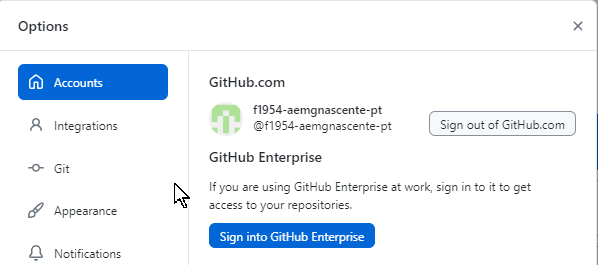 Options
Accounts
Integrations
Git
Appearance
Notifications
GitHub.com
f1954-aemgnascente-pt
@f1954-aemgnascente-pt
Sign out of GitHub.com
GitHub Enterprise
If you are using GitHub Enterprise at work, sign in to it to get
access to your repositories.
Sign into GitHub Enterprise